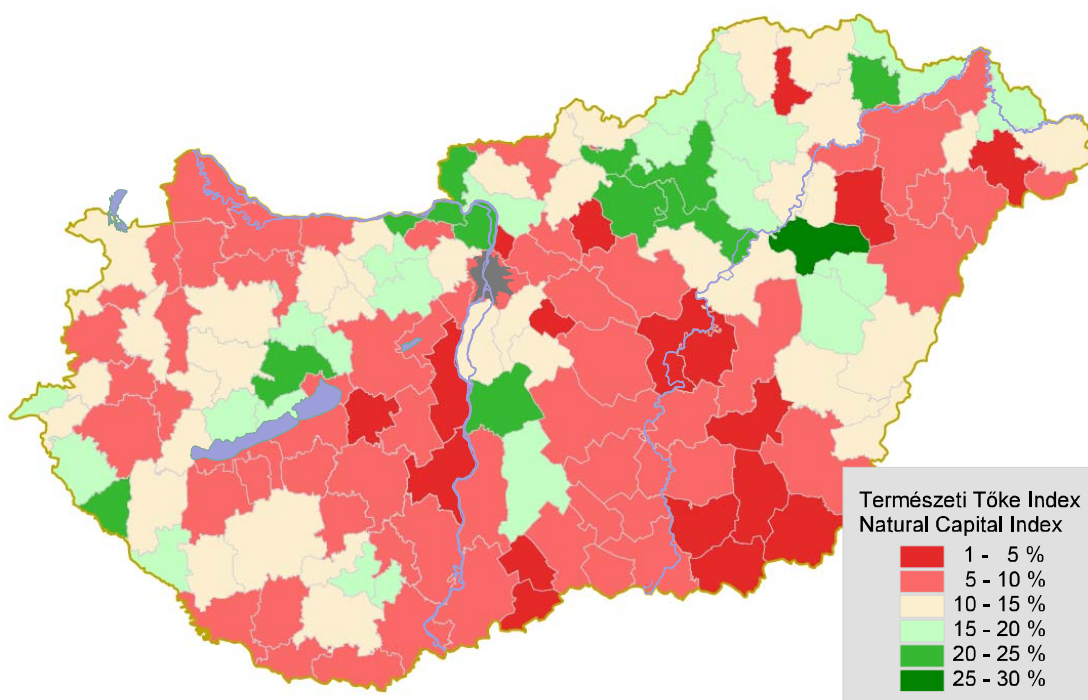 Természeti Tőke Index
Natural Capital Index
1 - 5 %
5 - 10 %
10 - 15 %
15 - 20 %
20 - 25 %
25 - 30 %